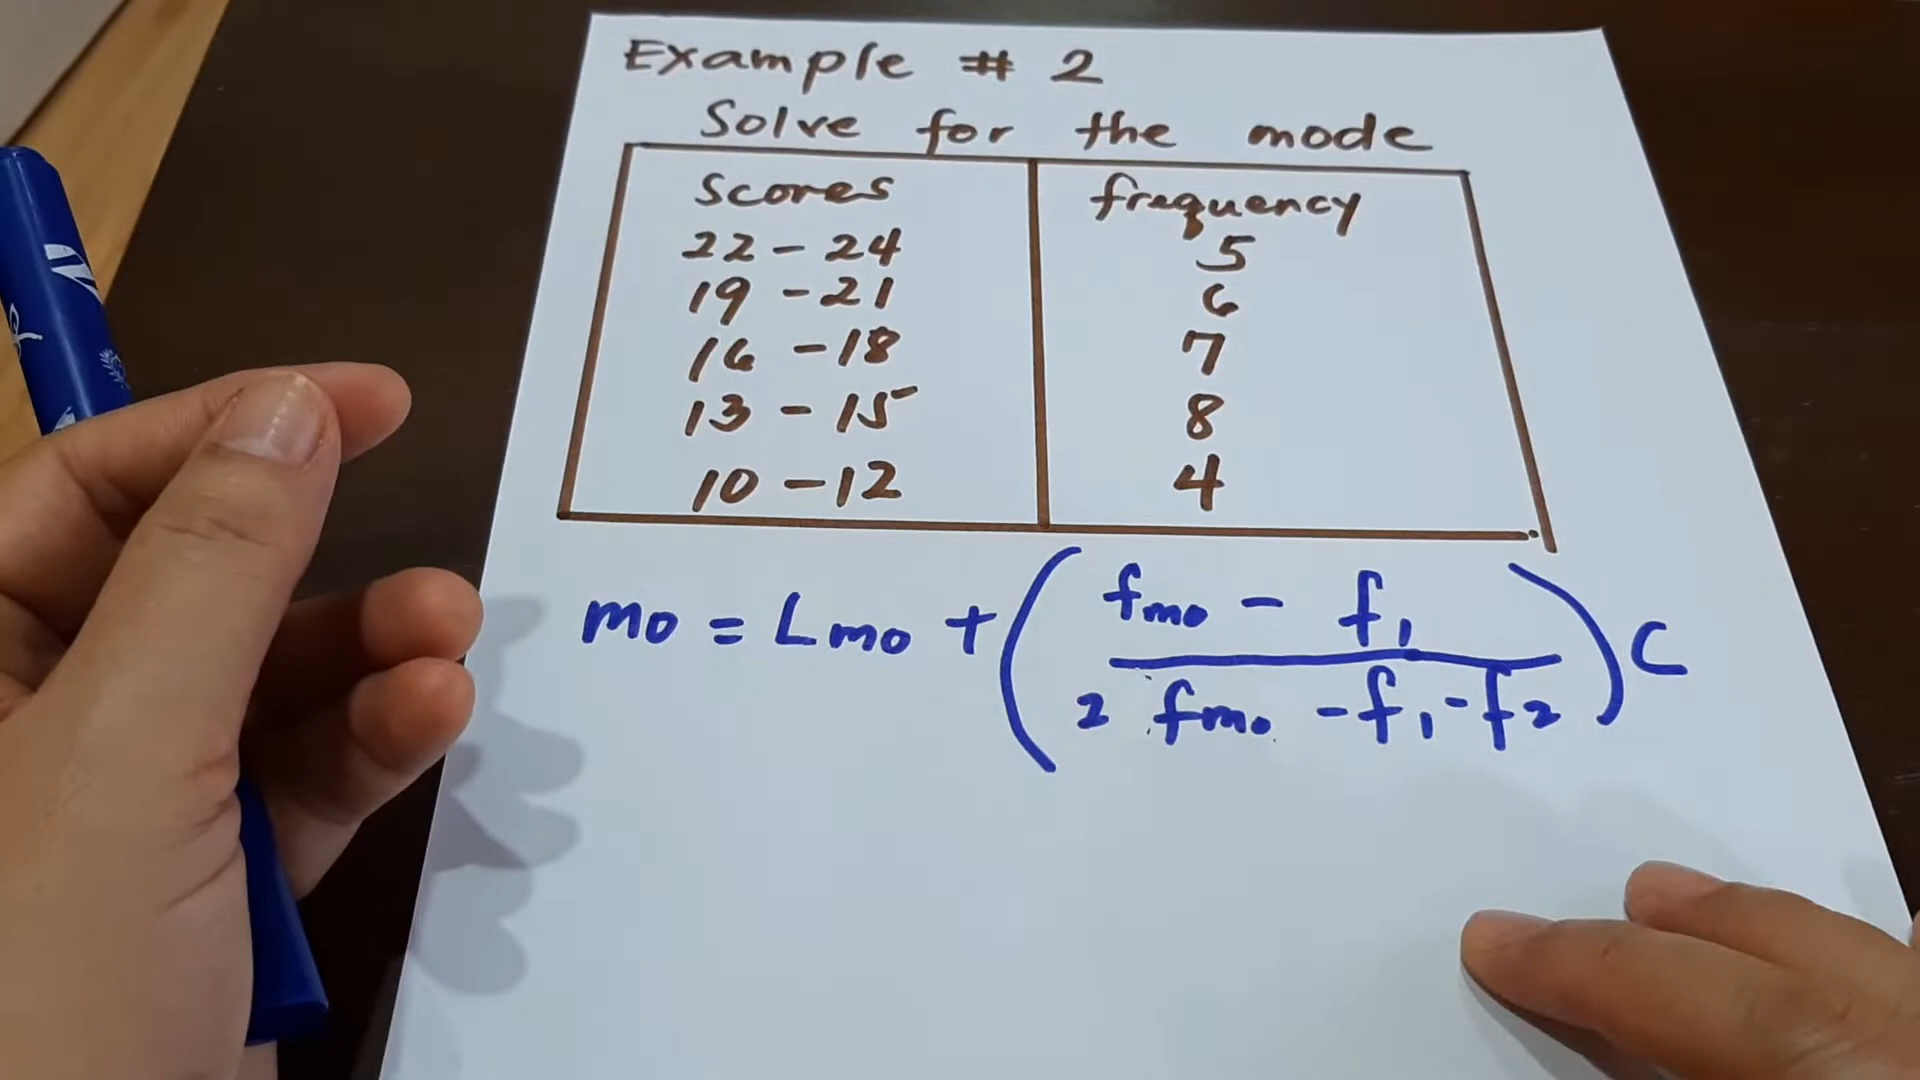 Example # 2
Solve for the mode
Scores frequency
22 - 24 5
19 - 21 6
16 - 18 7
13 - 15 8
10 - 12 4
mo = Lmo + ( fmo - f1 / 2 fmo - f1 - f2 ) C